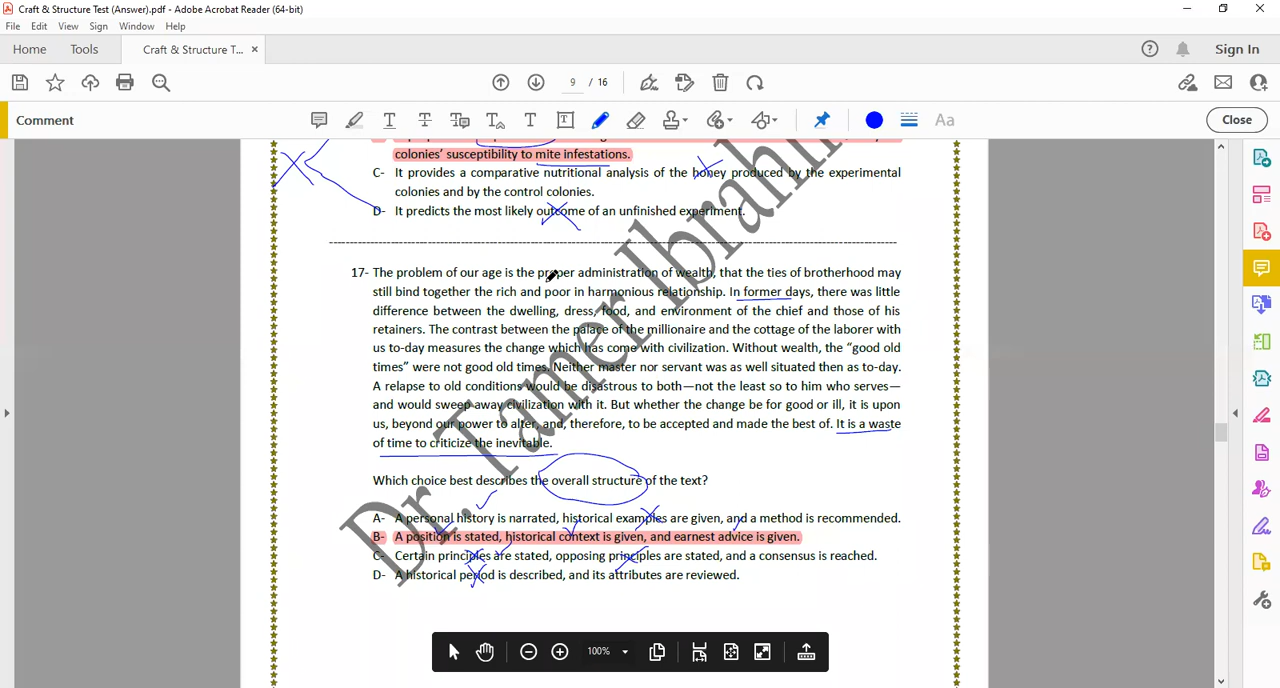 Craft & Structure Test (Answer).pdf - Adobe Acrobat Reader (64-bit)
File Edit View Sign Window Help
Home Tools Craft & Structure T... × Sign In
9 / 16
Comment Aa Close
colonies' susceptibility to mite infestations.
C- It provides a comparative nutritional analysis of the honey produced by the experimental
colonies and by the control colonies.
D- It predicts the most likely outcome of an unfinished experiment.
17- The problem of our age is the proper administration of wealth, that the ties of brotherhood may
still bind together the rich and poor in harmonious relationship. In former days, there was little
difference between the dwelling, dress, food, and environment of the chief and those of his
retainers. The contrast between the palace of the millionaire and the cottage of the laborer with
us to-day measures the change which has come with civilization. Without wealth, the “good old
times” were not good old times. Neither master nor servant was as well situated then as to-day.
A relapse to old conditions would be disastrous to both—not the least so to him who serves—
and would sweep away civilization with it. But whether the change be for good or ill, it is upon
us, beyond our power to alter, and, therefore, to be accepted and made the best of. It is a waste
of time to criticize the inevitable.
Which choice best describes the overall structure of the text?
A- A personal history is narrated, historical examples are given, and a method is recommended.
B- A position is stated, historical context is given, and earnest advice is given.
C- Certain principles are stated, opposing principles are stated, and a consensus is reached.
D- A historical period is described, and its attributes are reviewed.
Dr. Tamer Ibrahim
100%